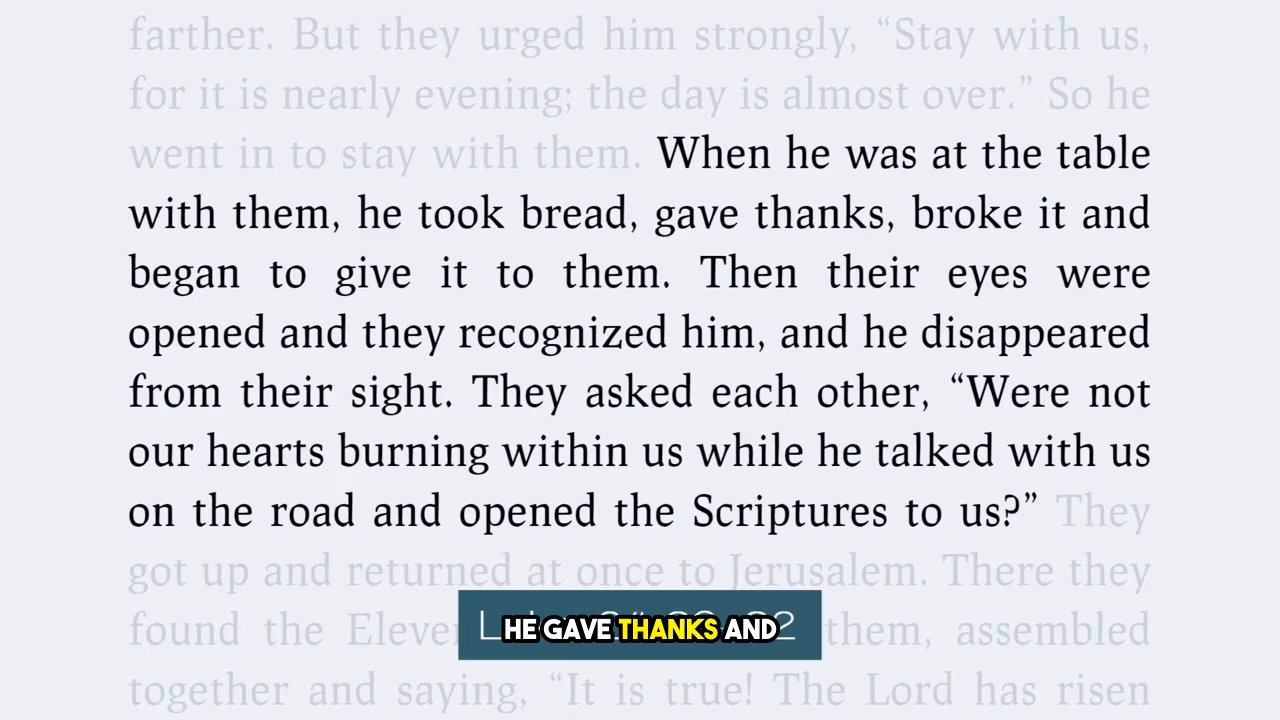 farther. But they urged him strongly, “Stay with us,
for it is nearly evening; the day is almost over.” So he
went in to stay with them. When he was at the table
with them, he took bread, gave thanks, broke it and
began to give it to them. Then their eyes were
opened and they recognized him, and he disappeared
from their sight. They asked each other, “Were not
our hearts burning within us while he talked with us
on the road and opened the Scriptures to us?” They
got up and returned at once to Jerusalem. There they
found the them, assembled
HE GAVE THANKS AND
together and saying, “It is true! The Lord has risen